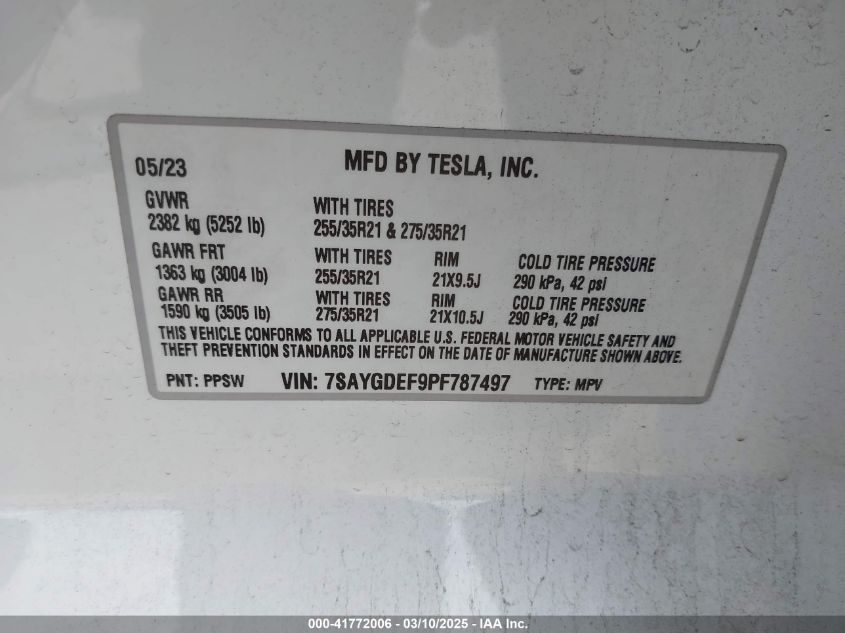 05/23 MFD BY TESLA, INC.
GVWR
2382 kg (5252 lb)
WITH TIRES
255/35R21 & 275/35R21
GAWR FRT
1363 kg (3004 lb)
WITH TIRES
255/35R21
RIM
21X9.5J
COLD TIRE PRESSURE
290 kPa, 42 psi
GAWR RR
1590 kg (3505 lb)
WITH TIRES
275/35R21
RIM
21X10.5J
COLD TIRE PRESSURE
290 kPa, 42 psi
THIS VEHICLE CONFORMS TO ALL APPLICABLE U.S. FEDERAL MOTOR VEHICLE SAFETY AND
THEFT PREVENTION STANDARDS IN EFFECT ON THE DATE OF MANUFACTURE SHOWN ABOVE.
PNT: PPSW VIN: 7SAYGDEF9PF787497 TYPE: MPV
000-41772006 - 03/10/2025 - IAA Inc.